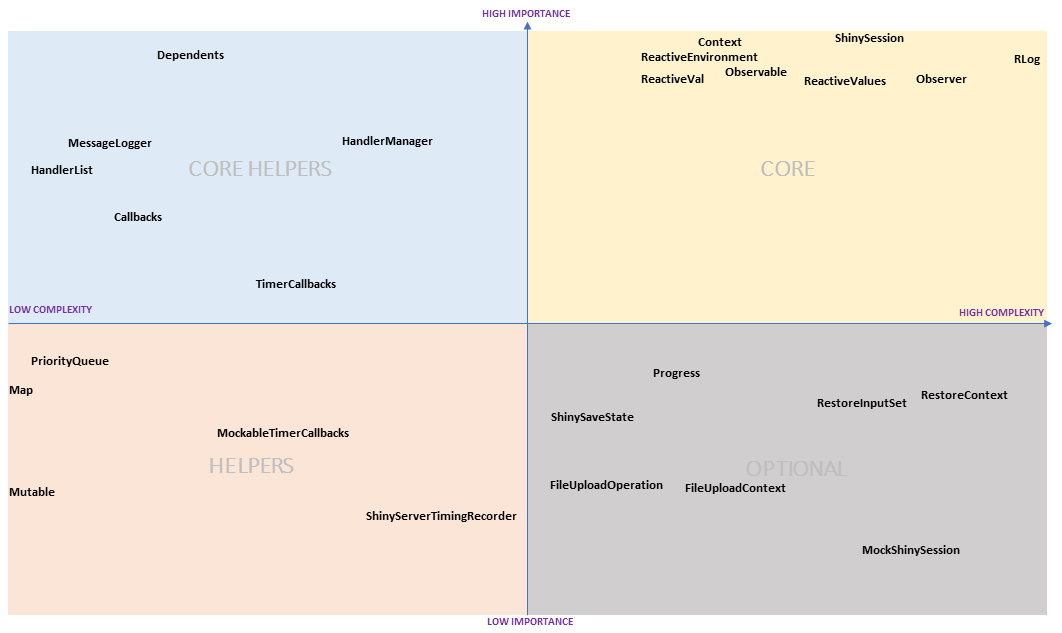 HIGH IMPORTANCE
ShinySession
Context
Dependents
ReactiveEnvironment
RLog
Observable
ReactiveVal
ReactiveValues
Observer
MessageLogger
HandlerManager
HandlerList
CORE HELPERS
CORE
Callbacks
TimerCallbacks
LOW COMPLEXITY
HIGH COMPLEXITY
PriorityQueue
Progress
Map
RestoreContext
RestoreInputSet
ShinySaveState
MockableTimerCallbacks
HELPERS
OPTIONAL
FileUploadOperation
FileUploadContext
Mutable
ShinyServerTimingRecorder
MockShinySession
LOW IMPORTANCE